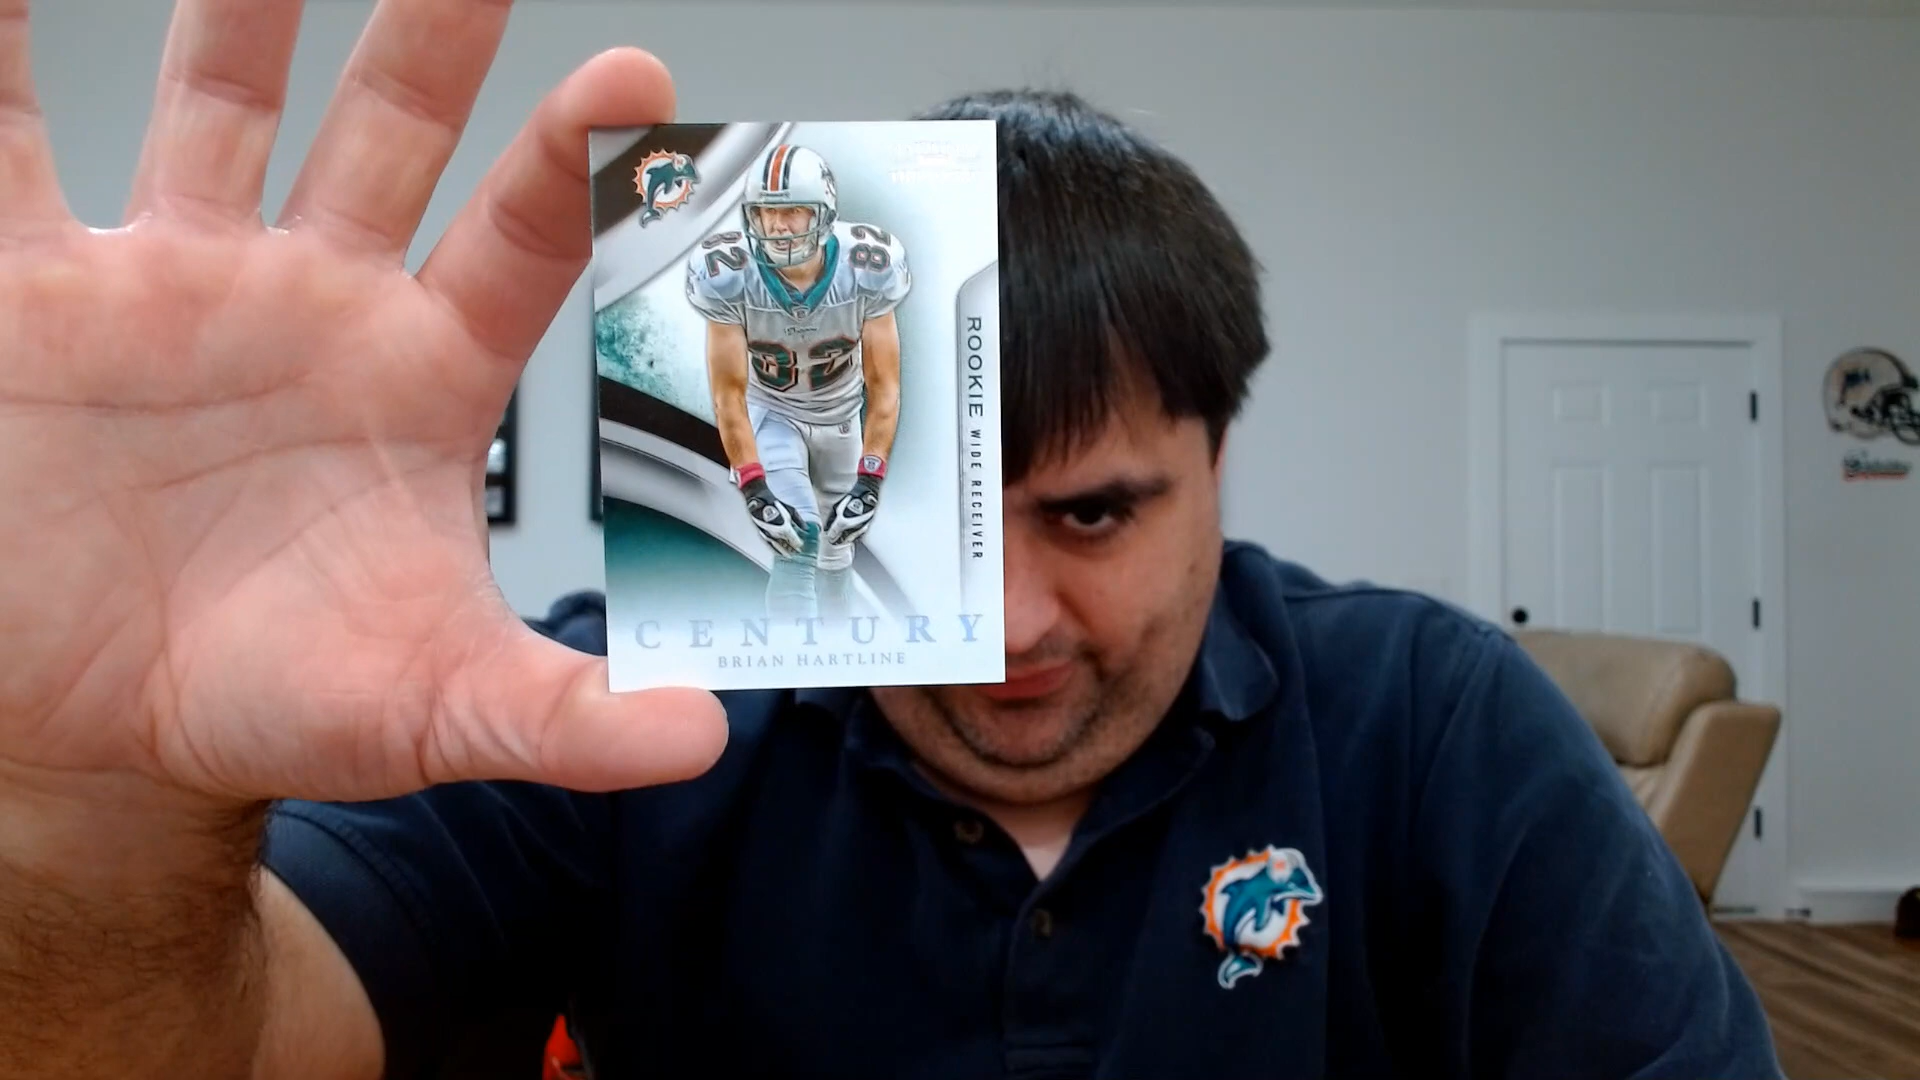 82
82
82
ROOKIE WIDE RECEIVER
CENTURY
BRIAN HARTLINE